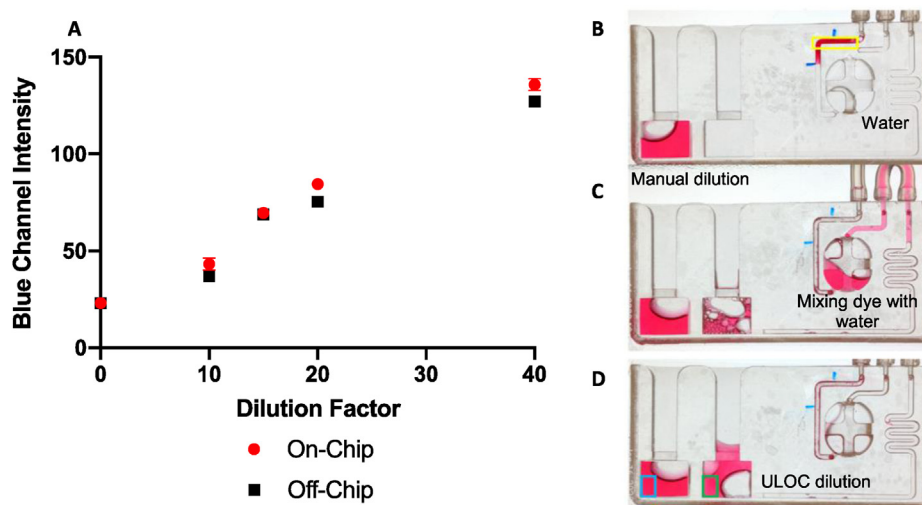 A
150
100
50
0
0
10
20
30
40
Blue Channel Intensity
Dilution Factor
On-Chip
Off-Chip
B
Water
Manual dilution
C
Mixing dye with
water
D
ULOC dilution